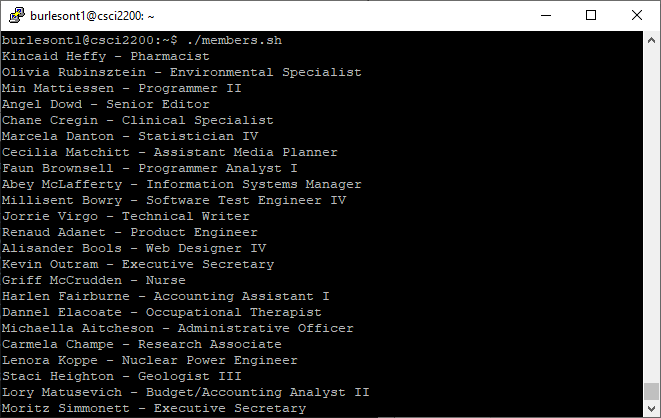 burlesont1@csci2200: ~
burlesont1@csci2200:~$ ./members.sh
Kincaid Heffy - Pharmacist
Olivia Rubinsztein - Environmental Specialist
Min Mattiessen - Programmer II
Angel Dowd - Senior Editor
Chane Cregin - Clinical Specialist
Marcela Danton - Statistician IV
Cecilia Matchitt - Assistant Media Planner
Faun Brownsell - Programmer Analyst I
Abey McLafferty - Information Systems Manager
Millisent Bowry - Software Test Engineer IV
Jorrie Virgo - Technical Writer
Renaud Adanet - Product Engineer
Alisander Bools - Web Designer IV
Kevin Outram - Executive Secretary
Griff McCrudden - Nurse
Harlen Fairburne - Accounting Assistant I
Dannel Elacoate - Occupational Therapist
Michaella Aitcheson - Administrative Officer
Carmela Champe - Research Associate
Lenora Koppe - Nuclear Power Engineer
Staci Heighton - Geologist III
Lory Matusevich - Budget/Accounting Analyst II
Moritz Simmonett - Executive Secretary